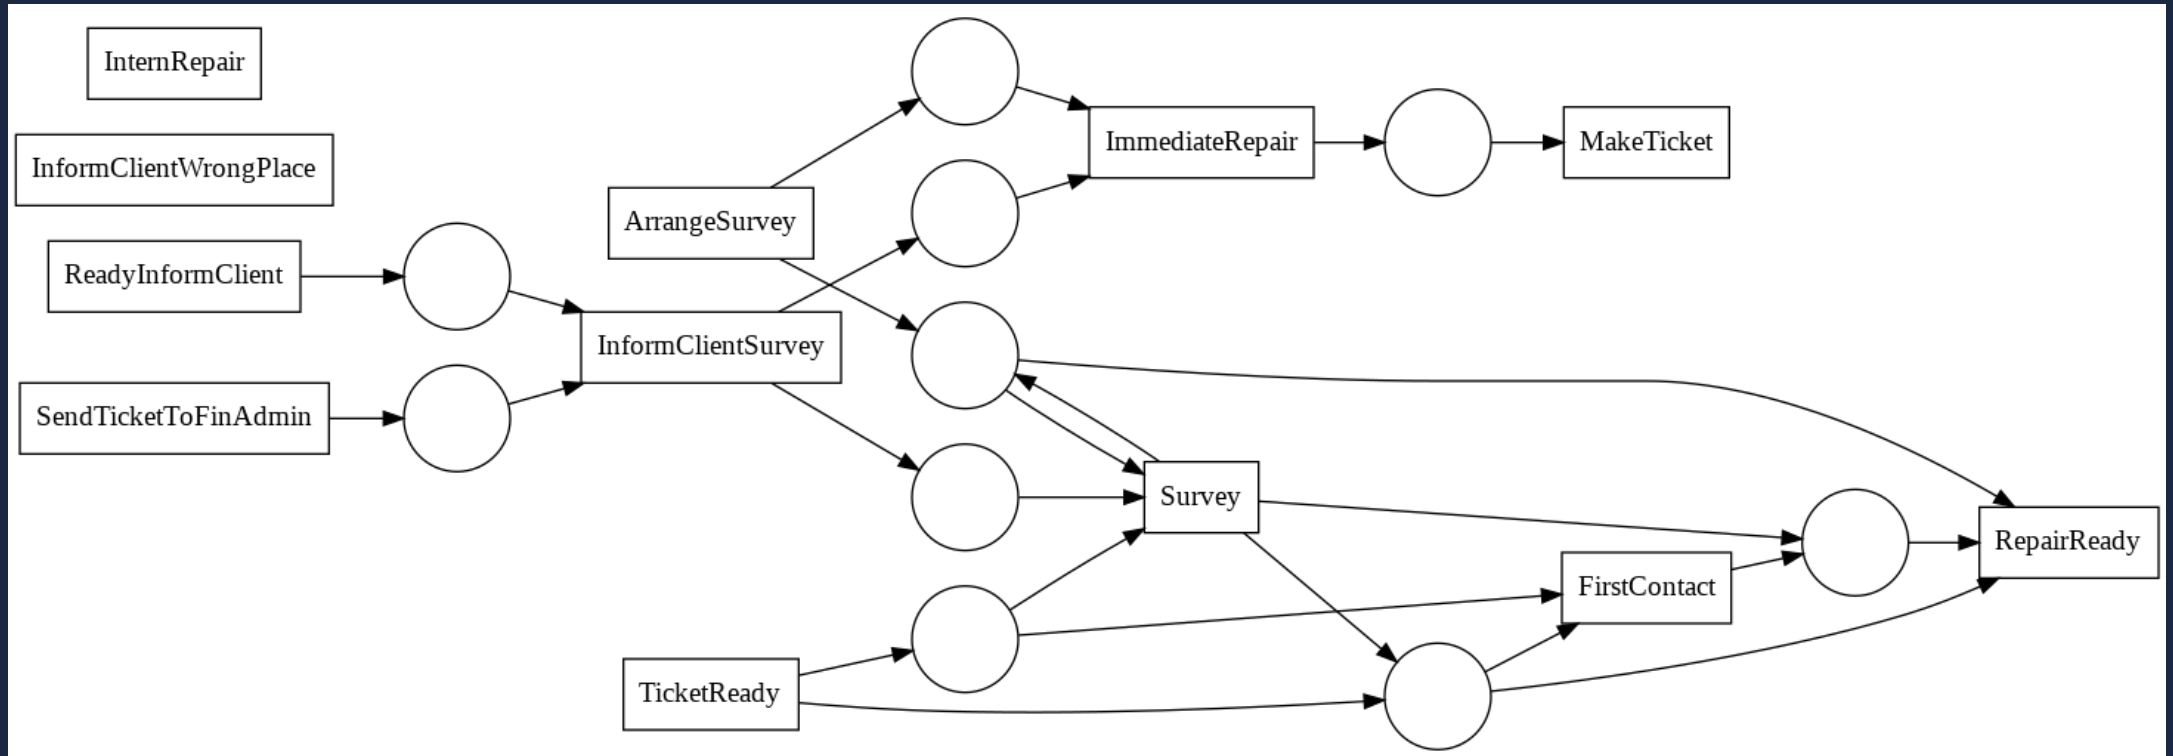 InternRepair
InformClientWrongPlace
ReadyInformClient
SendTicketToFinAdmin
ArrangeSurvey
InformClientSurvey
TicketReady
ImmediateRepair
Survey
MakeTicket
FirstContact
RepairReady